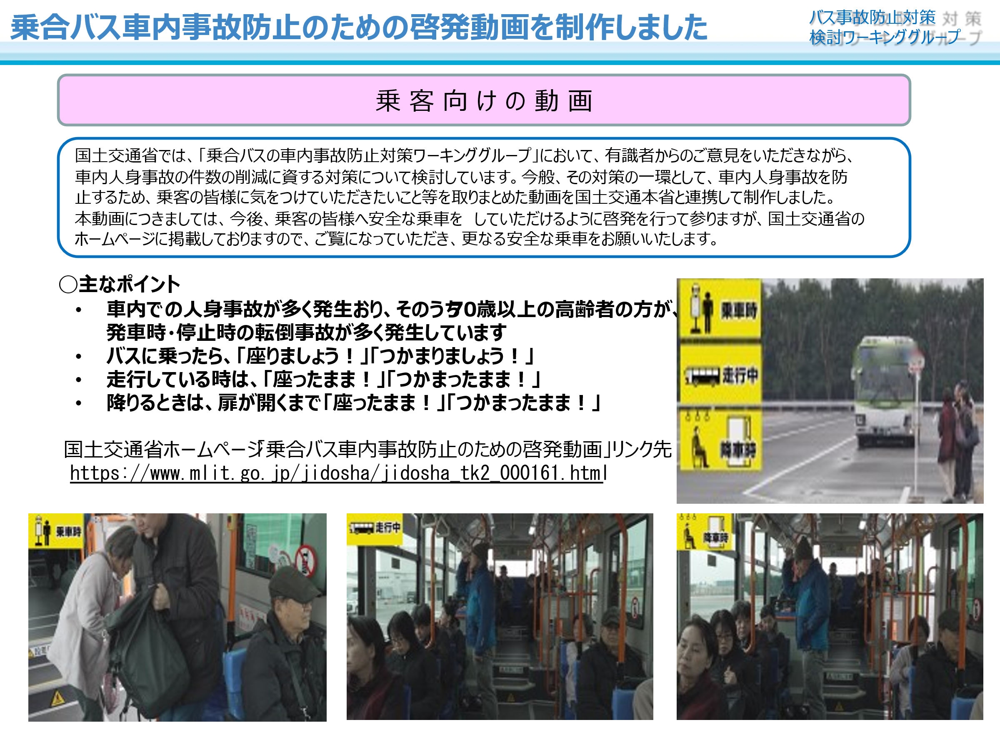 乗合バス車内事故防止のための啓発動画を制作しました
バス事故防止対策
検討ワーキンググループ
乗客向けの動画
国土交通省では、「乗合バスの車内事故防止対策ワーキンググループ」において、有識者からのご意見をいただきながら、
車内人身事故の件数の削減に資する対策について検討しています。今般、その対策の一環として、車内人身事故を防
止するため、乗客の皆様に気をつけていただきたいこと等を取りまとめた動画を国土交通本省と連携して制作しました。
本動画につきましては、今後、乗客の皆様へ安全な乗車を　していただけるように啓発を行って参りますが、国土交通省の
ホームページに掲載しておりますので、ご覧になっていただき、更なる安全な乗車をお願いいたします。
○主なポイント
• 車内での人身事故が多く発生おり、そのうち70歳以上の高齢者の方が、
発車時・停止時の転倒事故が多く発生しています
• バスに乗ったら、「座りましょう！」「つかまりましょう！」
• 走行している時は、「座ったまま！」「つかまったまま！」
• 降りるときは、扉が開くまで「座ったまま！」「つかまったまま！」
国土交通省ホームページ「乗合バス車内事故防止のための啓発動画」リンク先
https://www.mlit.go.jp/jidosha/jidosha_tk2_000161.html
乗車時
走行中
降車時
乗車時
走行中
降車時